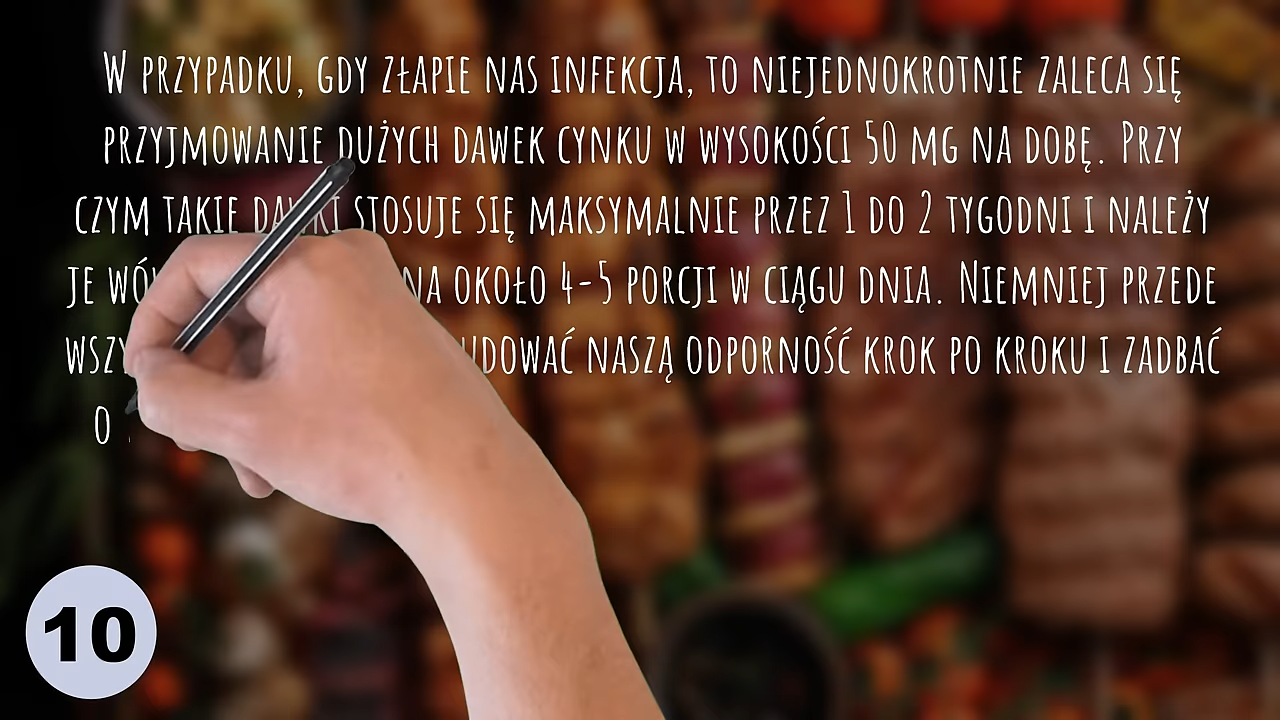 W przypadku, gdy złapie nas infekcja, to niejednokrotnie zaleca się
przyjmowanie dużych dawek cynku w wysokości 50 mg na dobę. Przy
czym takie dawki stosuje się maksymalnie przez 1 do 2 tygodni i należy
je na około 4-5 porcji w ciągu dnia. Niemniej przede
naszą odporność krok po kroku i zadbać
o
10